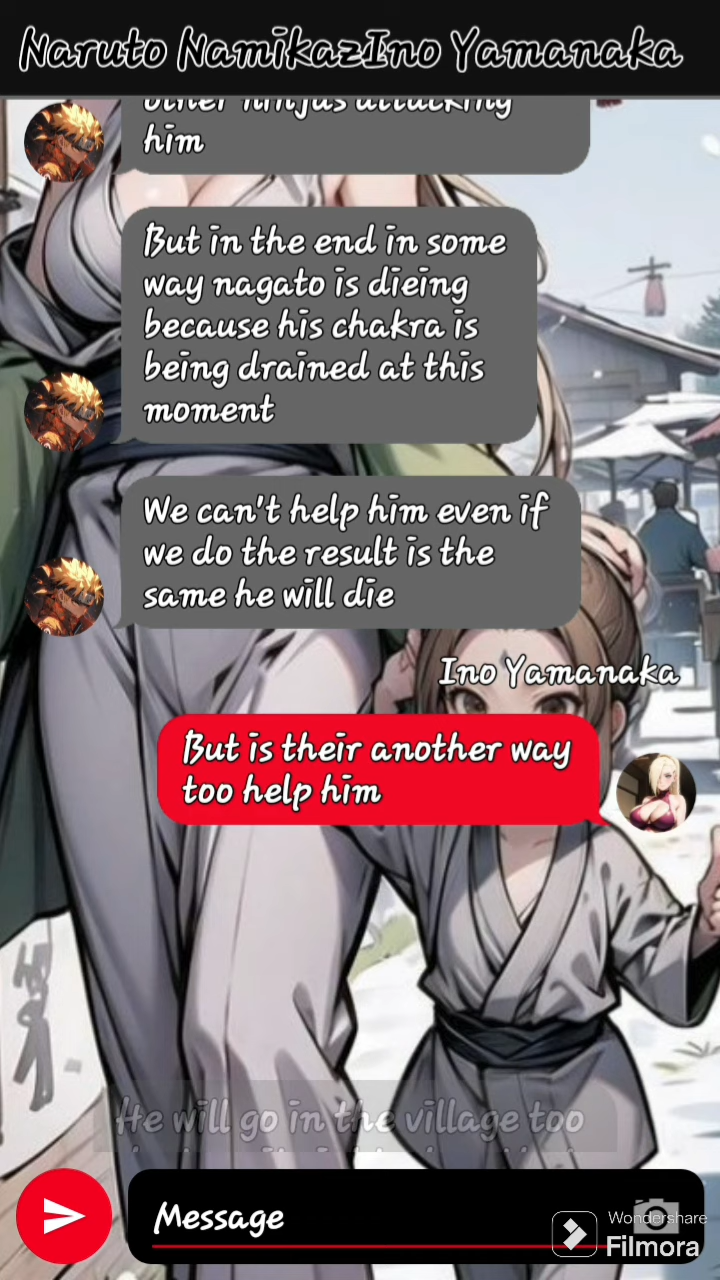 Naruto NamikazIno Yamanaka
other ninjas attacking
him
But in the end in some
way nagato is dieing
because his chakra is
being drained at this
moment
We can't help him even if
we do the result is the
same he will die
Ino Yamanaka
But is their another way
too help him
He will go in the village too
Message
Wondershare
Filmora